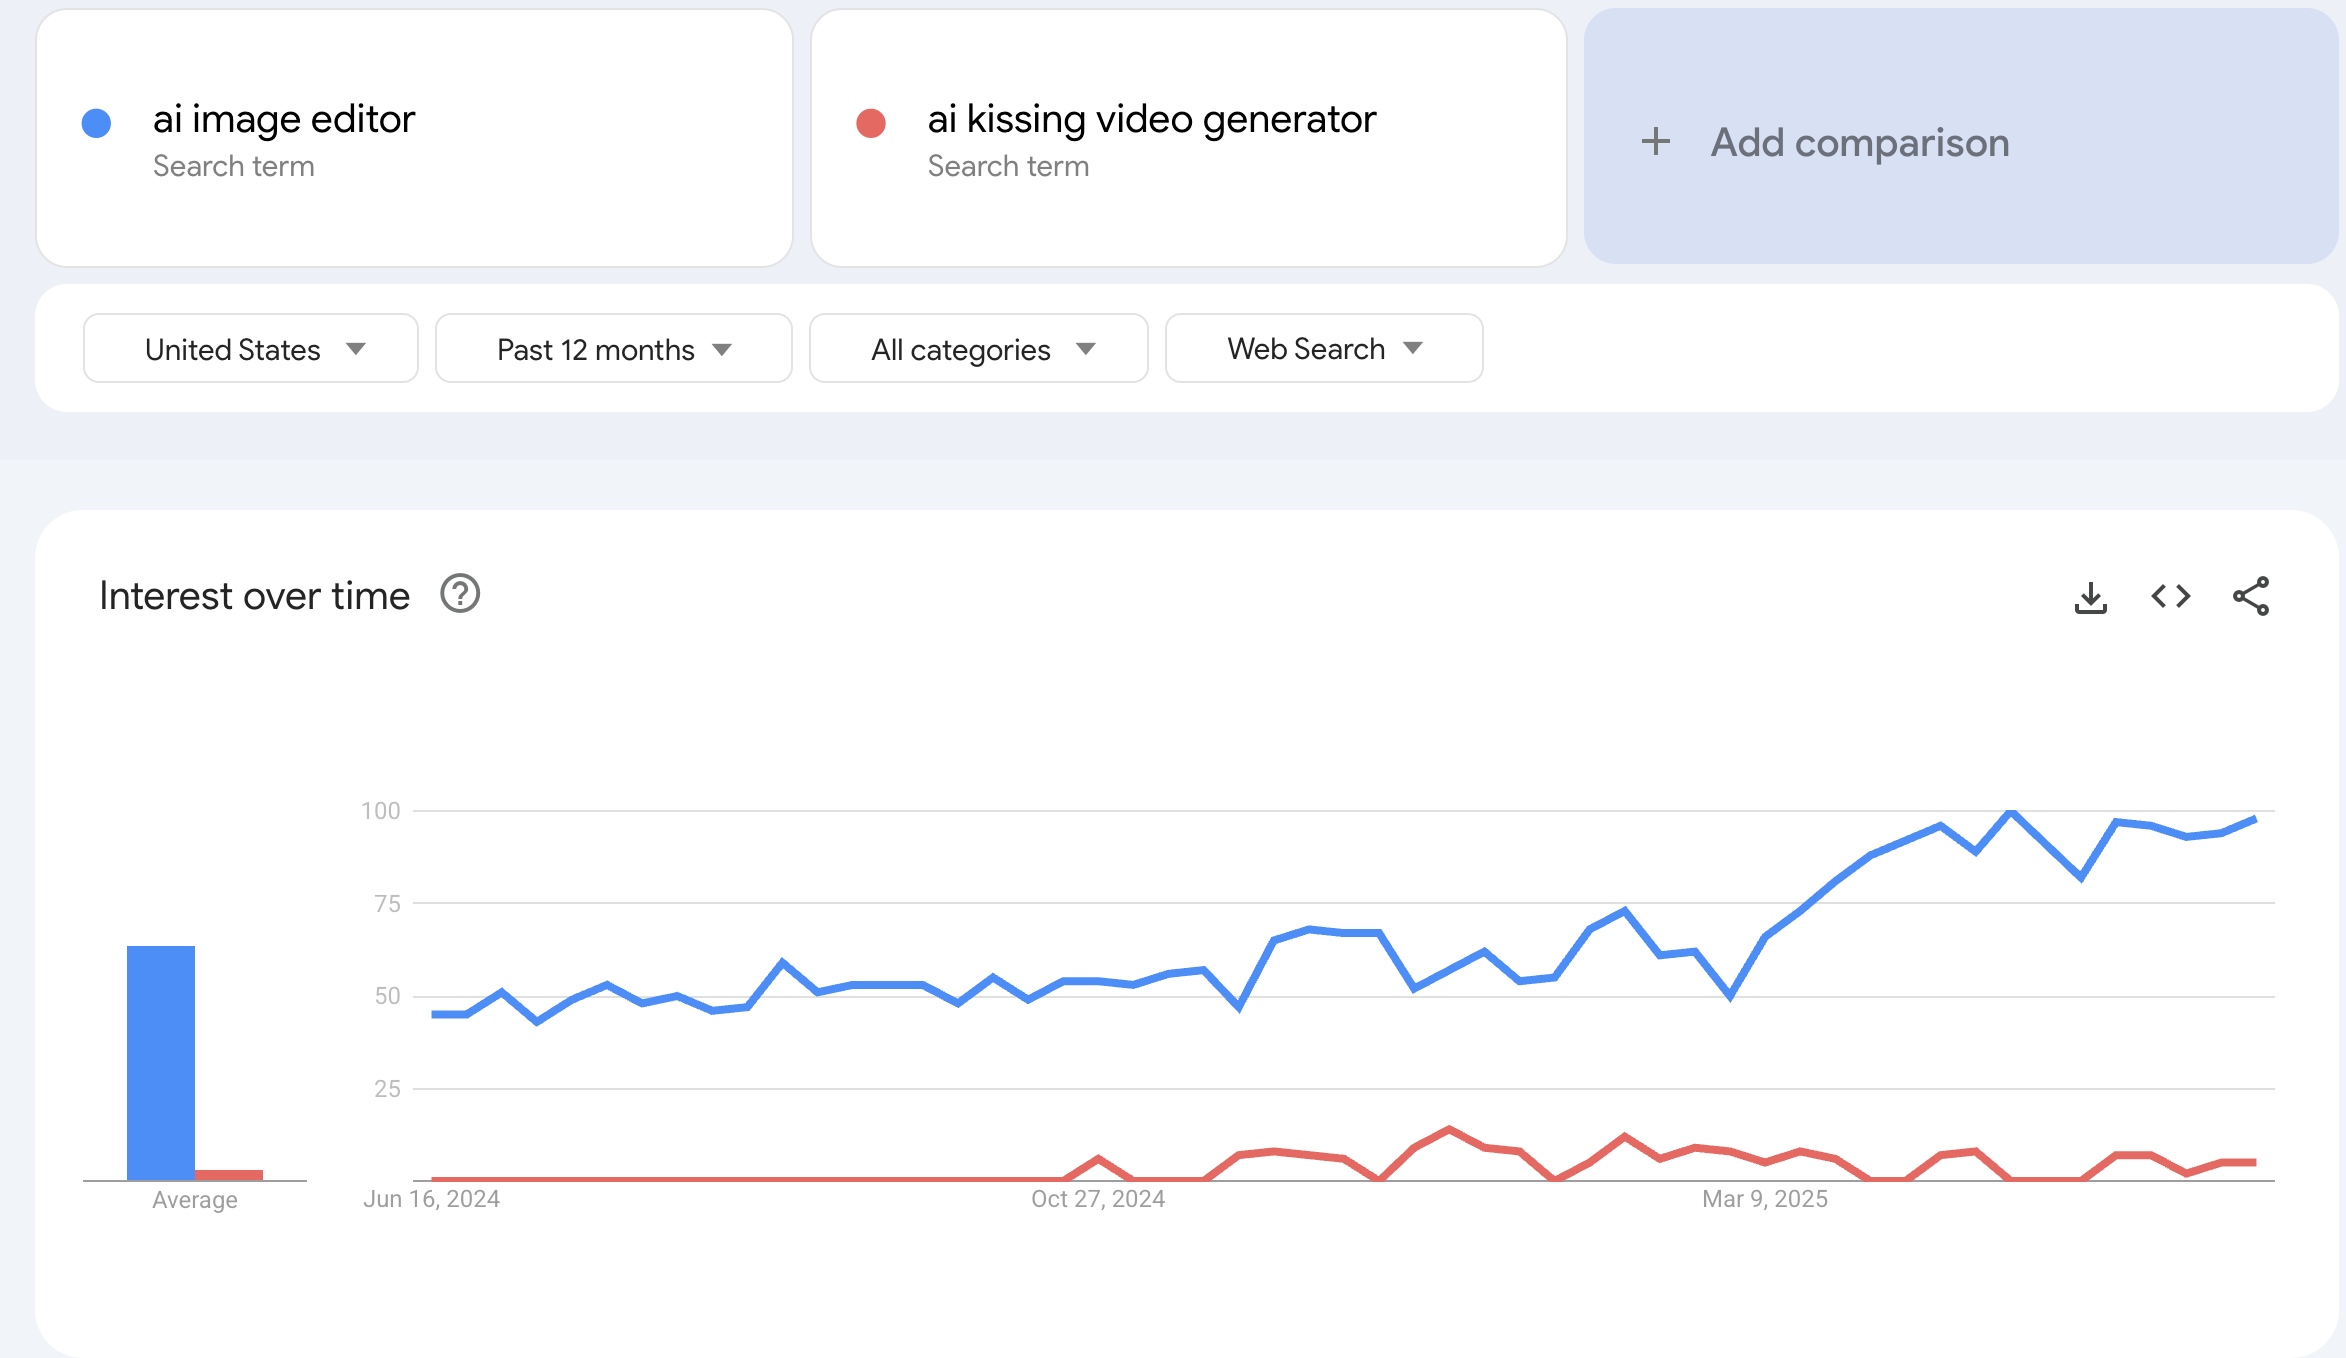 ai image editor
Search term
ai kissing video generator
Search term
+ Add comparison
United States
Past 12 months
All categories
Web Search
Interest over time
100
75
50
25
Average
Jun 16, 2024
Oct 27, 2024
Mar 9, 2025